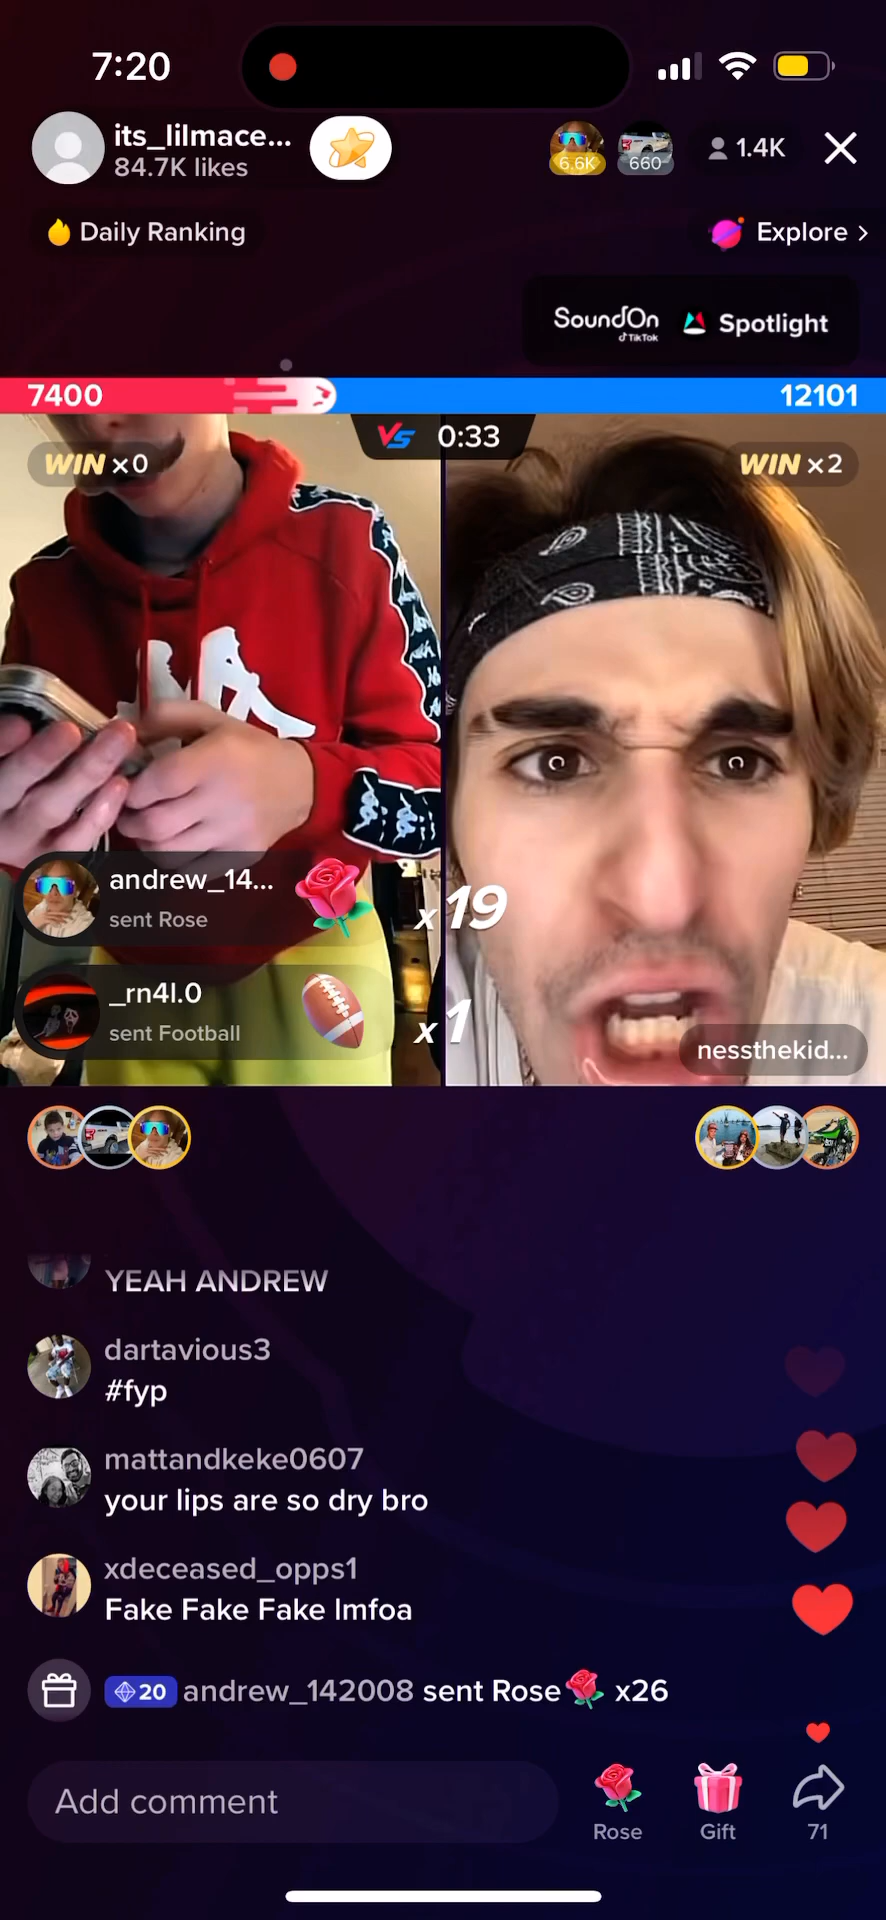 7:20
its_lilmace...
84.7K likes
6.6K
660
1.4K
Daily Ranking
Explore >
SoundOn
TikTok
Spotlight
7400
12101
VS 0:33
WIN x0
WIN x2
andrew_14...
sent Rose
x19
_rn4l.0
sent Football
x1
nessthekid...
YEAH ANDREW
dartavious3
#fyp
mattandkeke0607
your lips are so dry bro
xdeceased_opps1
Fake Fake Fake lmfoa
20 andrew_142008 sent Rose x26
Add comment
Rose
Gift
71